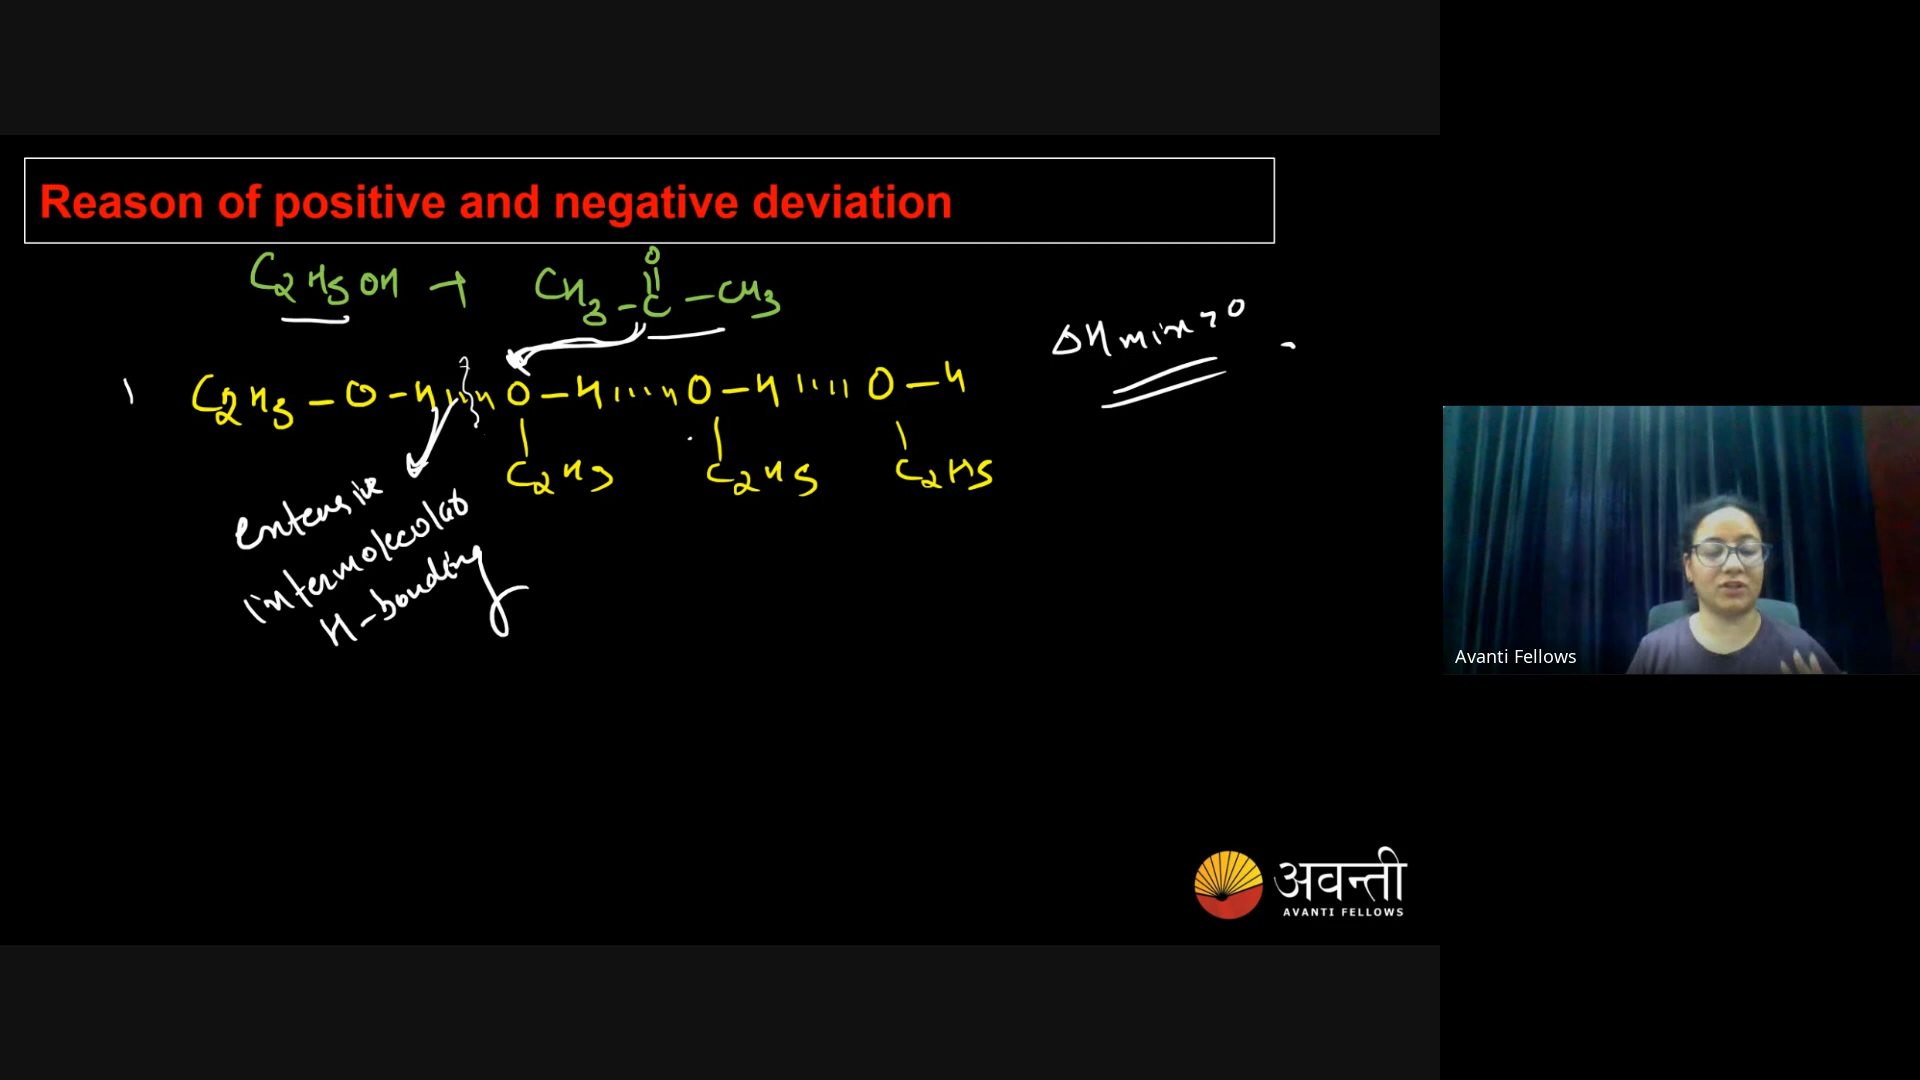 Reason of positive and negative deviation
C2H5OH + CH3-C-CH3
O
ΔHmix>0
C2H5-O-H O-H O-H O-H
C2H5 C2H5 C2H5
extensive
intermolecular
H-bonding
Avanti Fellows
अवन्ती
AVANTI FELLOWS